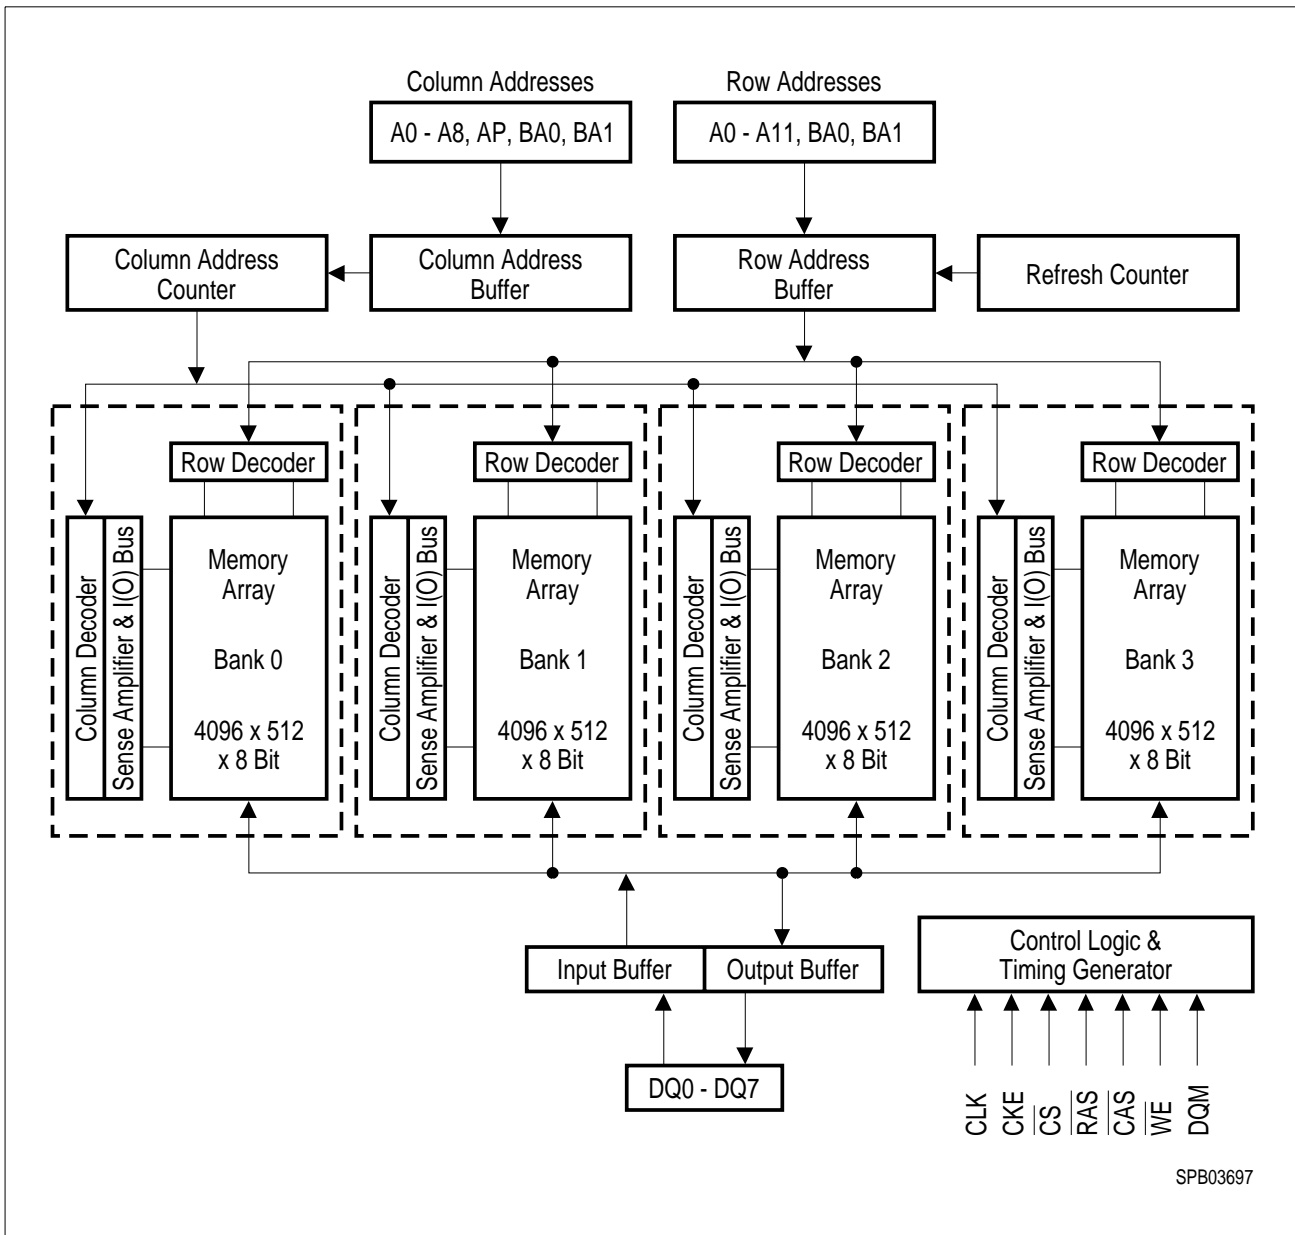 Column Addresses
Row Addresses
A0 - A8, AP, BA0, BA1
A0 - A11, BA0, BA1
Column Address
Counter
Column Address
Buffer
Row Address
Buffer
Refresh Counter
Row Decoder
Row Decoder
Row Decoder
Row Decoder
Column Decoder
Sense Amplifier & I(O) Bus
Memory
Array
Bank 0
4096 x 512
x 8 Bit
Column Decoder
Sense Amplifier & I(O) Bus
Memory
Array
Bank 1
4096 x 512
x 8 Bit
Column Decoder
Sense Amplifier & I(O) Bus
Memory
Array
Bank 2
4096 x 512
x 8 Bit
Column Decoder
Sense Amplifier & I(O) Bus
Memory
Array
Bank 3
4096 x 512
x 8 Bit
Input Buffer
Output Buffer
DQ0 - DQ7
Control Logic &
Timing Generator
CLK
CKE
C̅S̅
R̅A̅S̅
C̅A̅S̅
W̅E̅
DQM
SPB03697